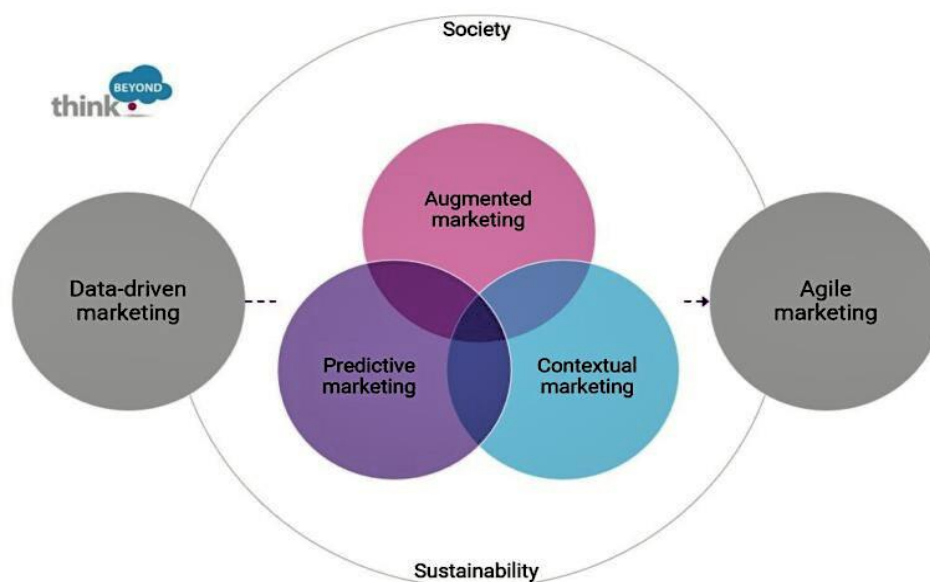 Society
BEYOND
think
Augmented
marketing
Data-driven
marketing
Agile
marketing
Predictive
marketing
Contextual
marketing
Sustainability